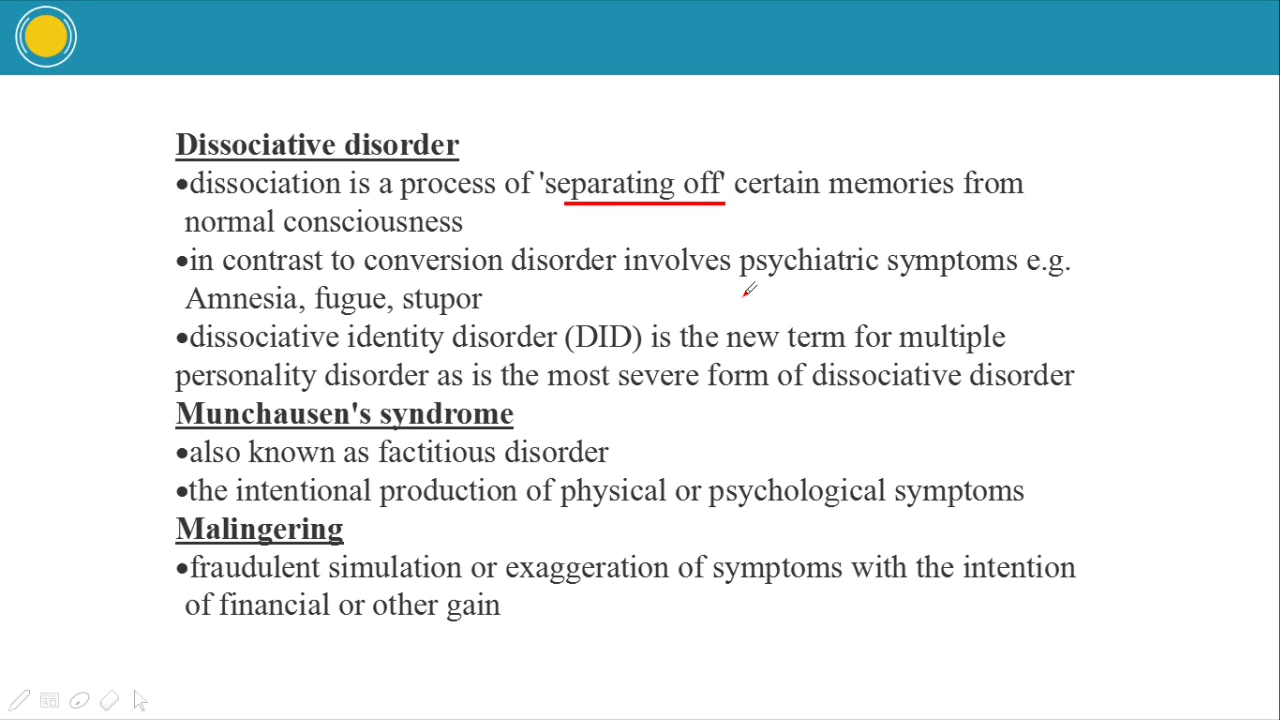 Dissociative disorder
•dissociation is a process of 'separating off' certain memories from
normal consciousness
•in contrast to conversion disorder involves psychiatric symptoms e.g.
Amnesia, fugue, stupor
•dissociative identity disorder (DID) is the new term for multiple
personality disorder as is the most severe form of dissociative disorder
Munchausen's syndrome
•also known as factitious disorder
•the intentional production of physical or psychological symptoms
Malingering
•fraudulent simulation or exaggeration of symptoms with the intention
of financial or other gain